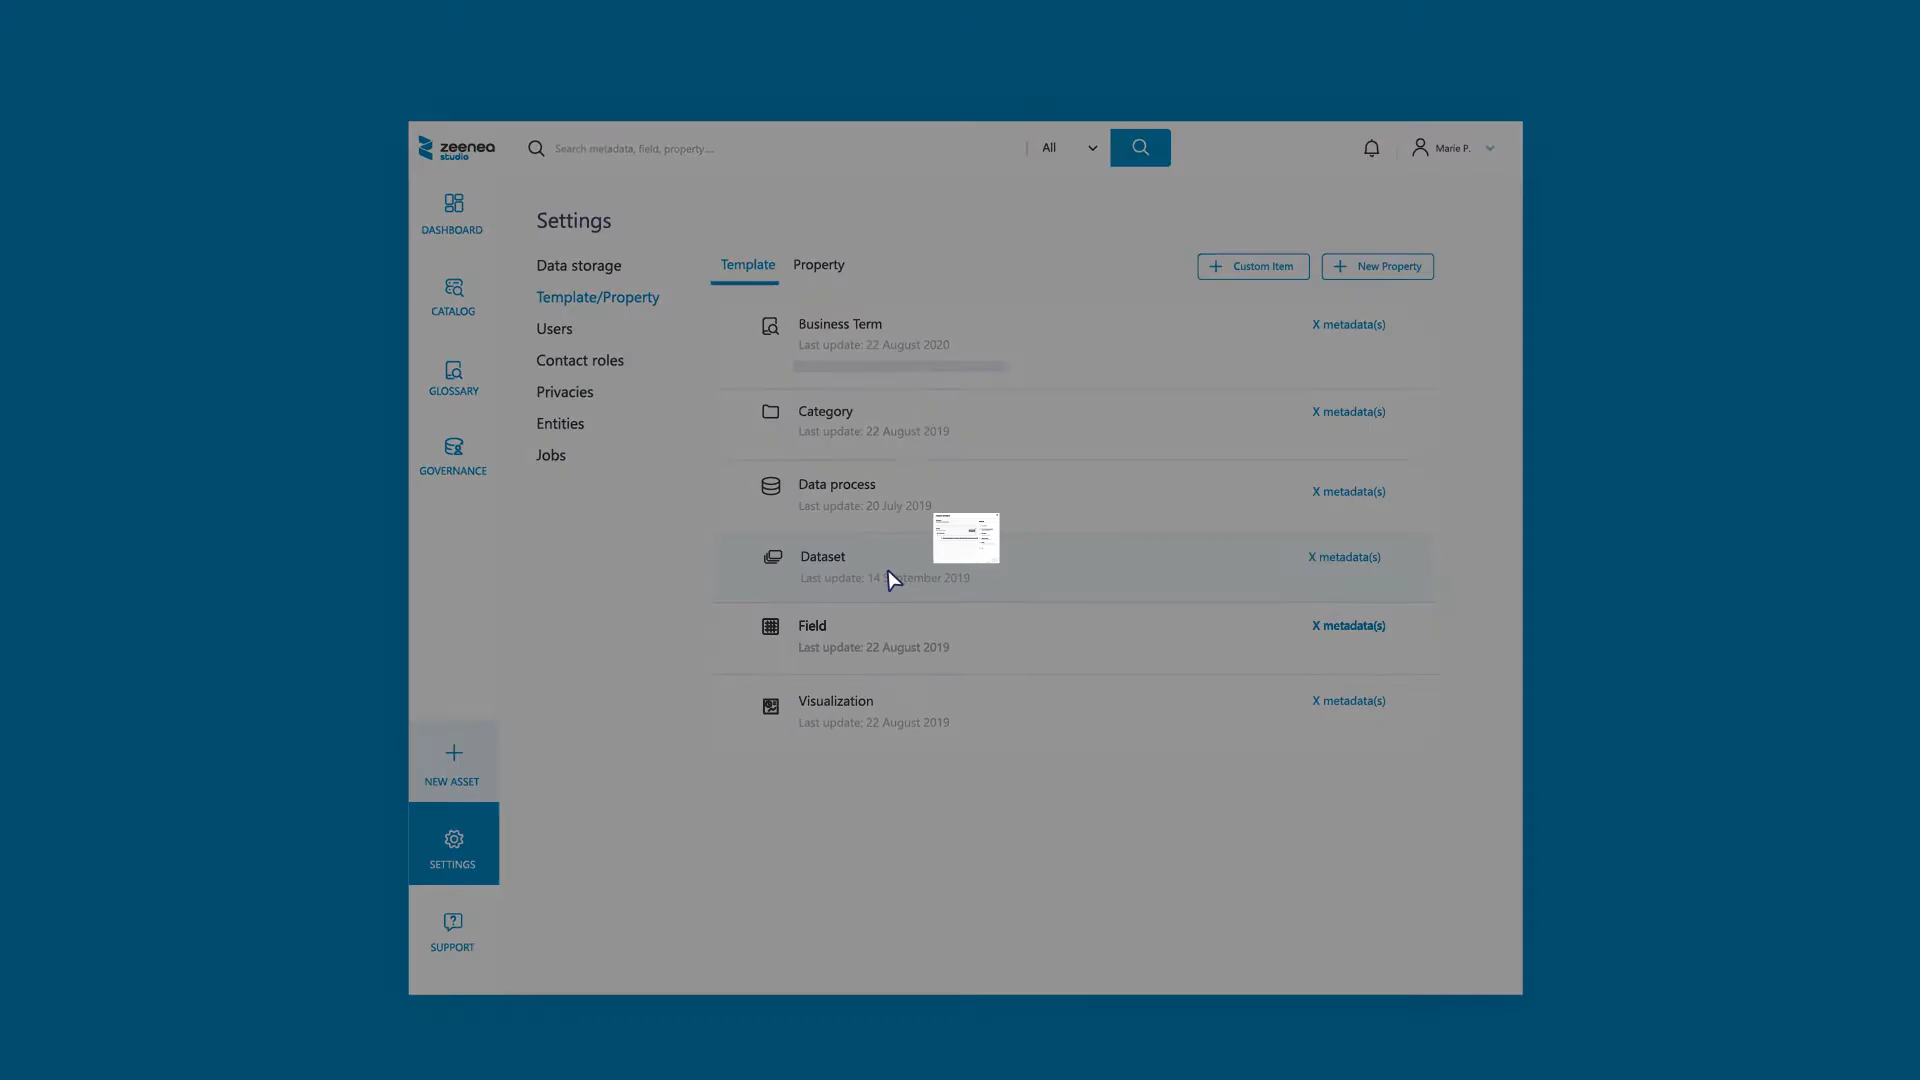 zeenea
studio
Search metadata, field, property....
All
Marie P.
DASHBOARD
CATALOG
GLOSSARY
GOVERNANCE
NEW ASSET
SETTINGS
SUPPORT
Settings
Data storage
Template/Property
Users
Contact roles
Privacies
Entities
Jobs
Template Property
+ Custom Item
+ New Property
Business Term
Last update: 22 August 2020
X metadata(s)
Category
Last update: 22 August 2019
X metadata(s)
Data process
Last update: 20 July 2019
X metadata(s)
Dataset
Last update: 14 September 2019
X metadata(s)
Field
Last update: 22 August 2019
X metadata(s)
Visualization
Last update: 22 August 2019
X metadata(s)